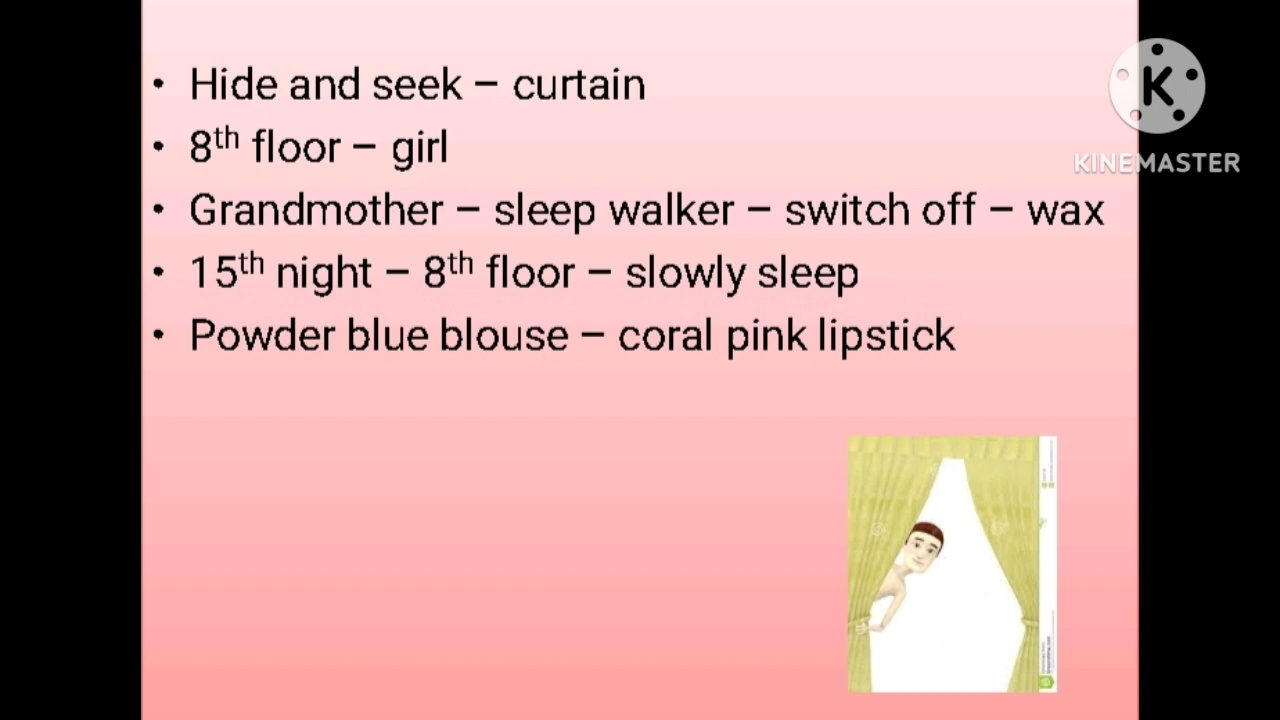 • Hide and seek – curtain
• 8th floor – girl
• Grandmother – sleep walker – switch off – wax
• 15th night – 8th floor – slowly sleep
• Powder blue blouse – coral pink lipstick
K
KINEMASTER